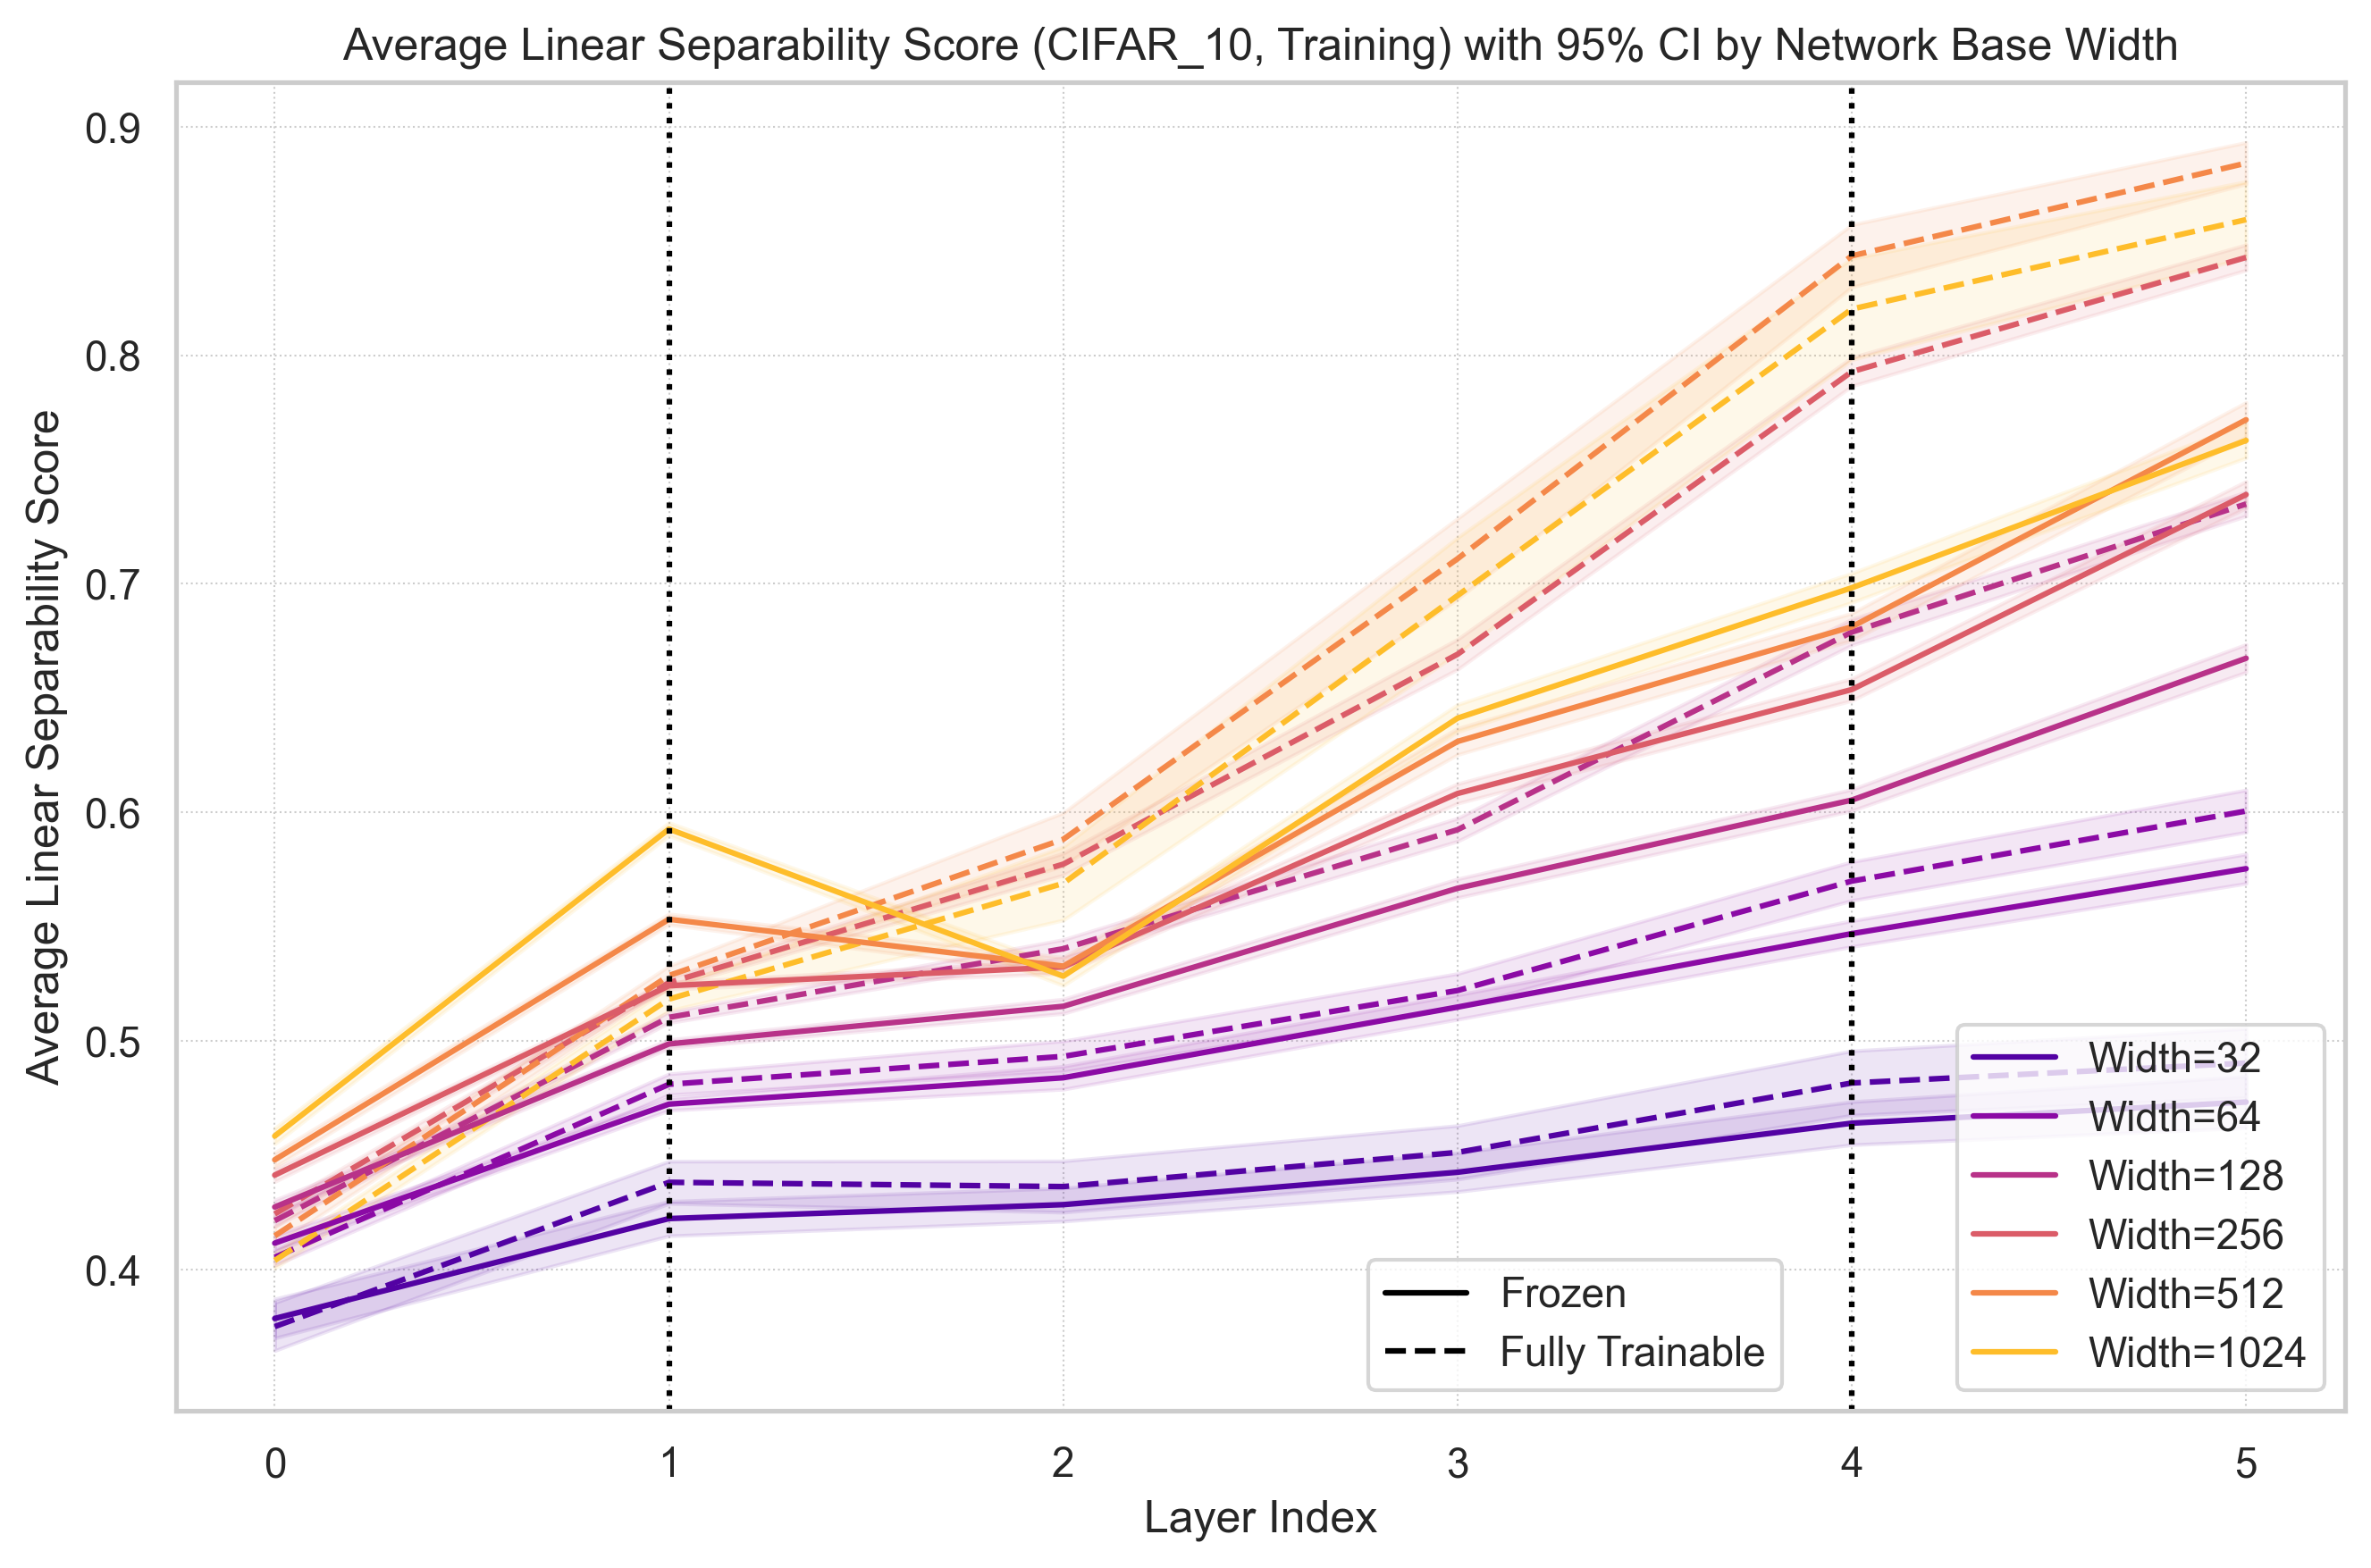 Average Linear Separability Score (CIFAR_10, Training) with 95% CI by Network Base Width
Average Linear Separability Score
0.9
0.8
0.7
0.6
0.5
0.4
Width=32
Width=64
Width=128
Width=256
Width=512
Width=1024
Frozen
Fully Trainable
0 1 2 3 4 5
Layer Index